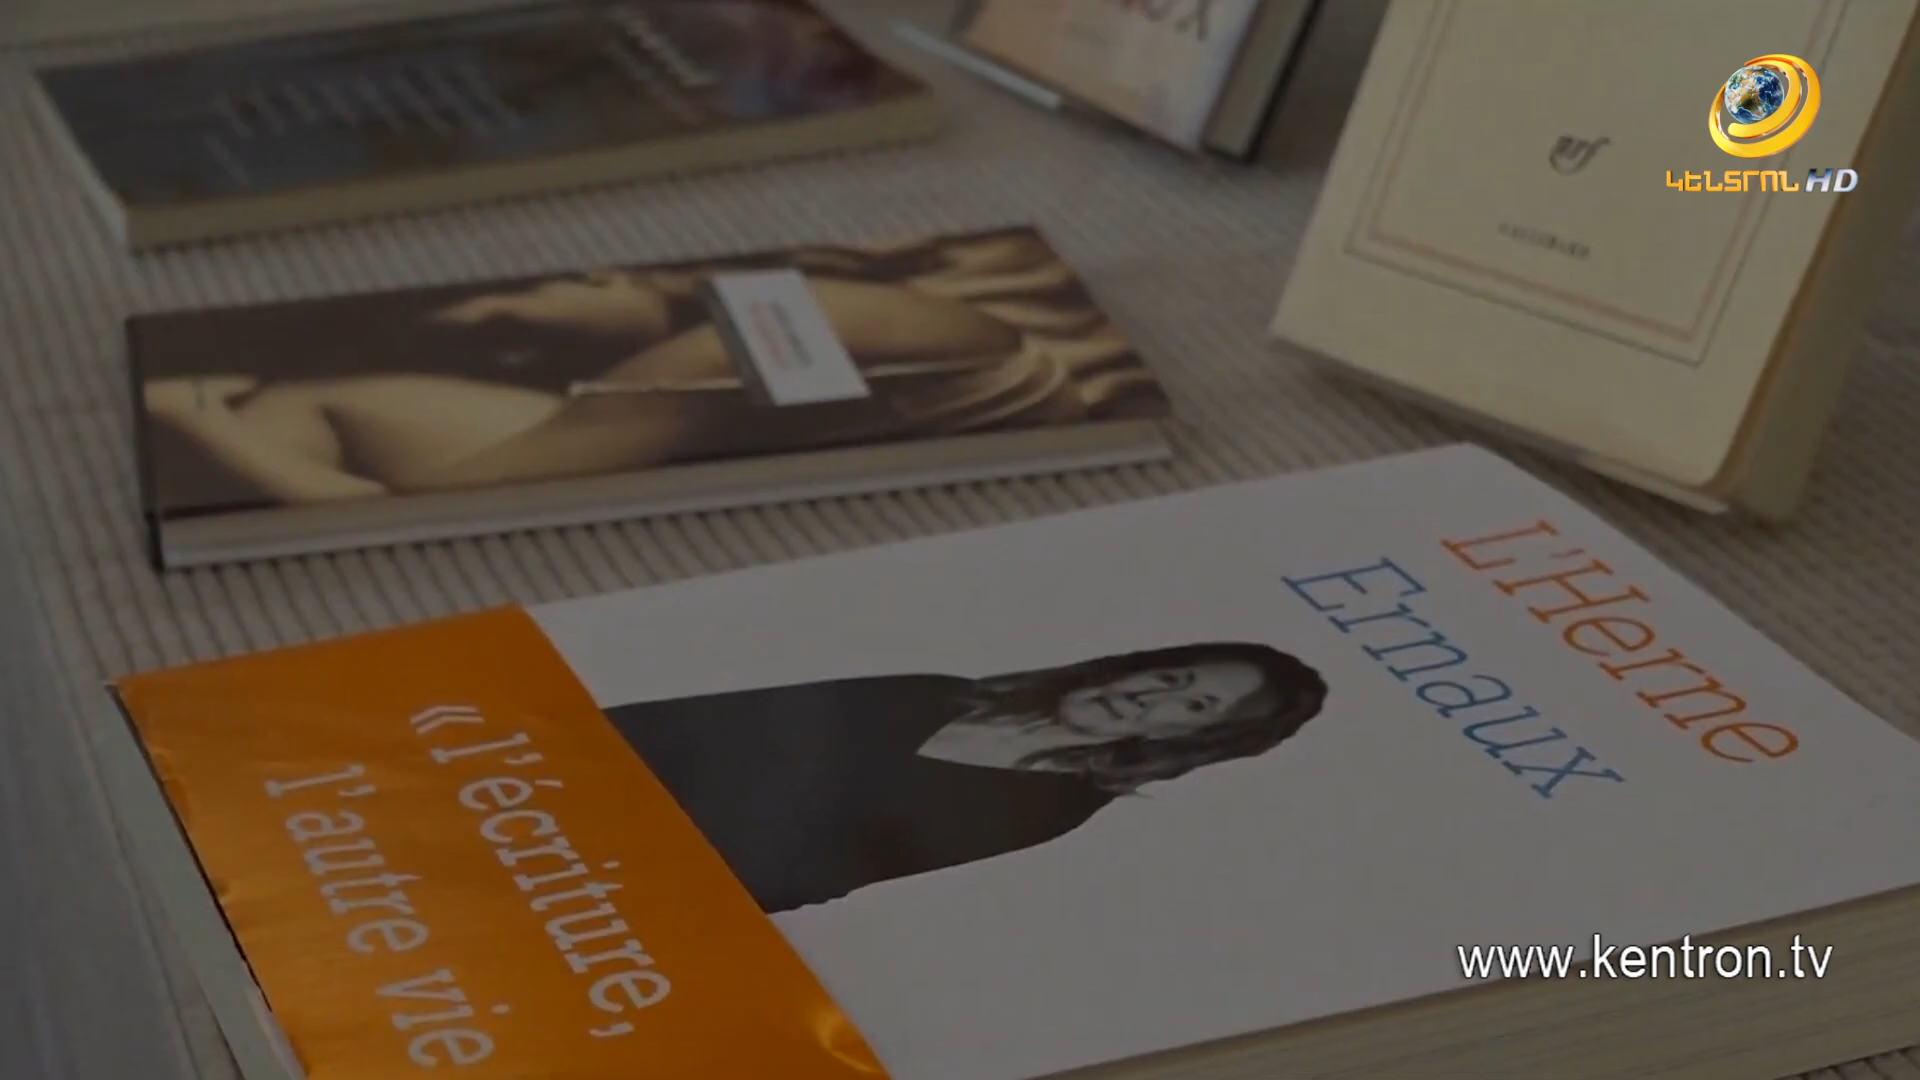 nrf
ԿԵՆՏՐՈՆ HD
L'Herne
Ernaux
« l'écriture,
l'autre vie
www.kentron.tv